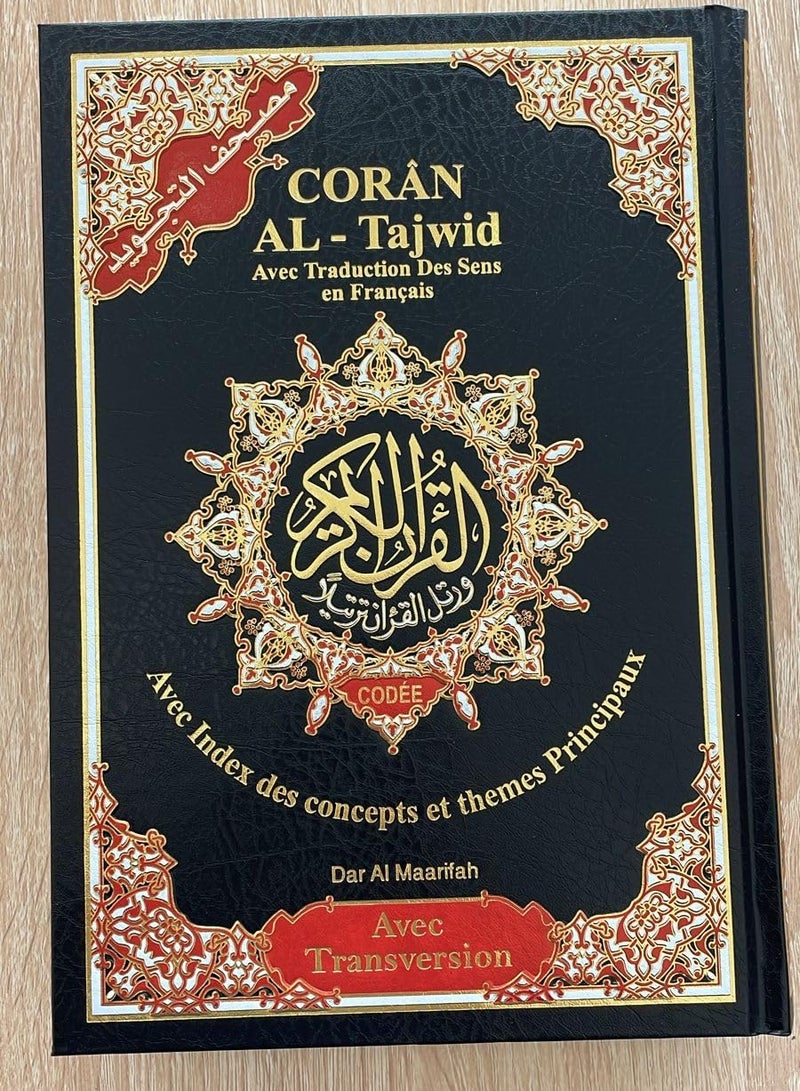 مصحف التجويد
CORÂN
AL - Tajwid
Avec Traduction Des Sens
en Français
القرآن الكريم
ورتل القرءان ترتيلا
CODÉE
Avec Index des concepts et themes Principaux
Dar Al Maarifah
Avec
Transversion